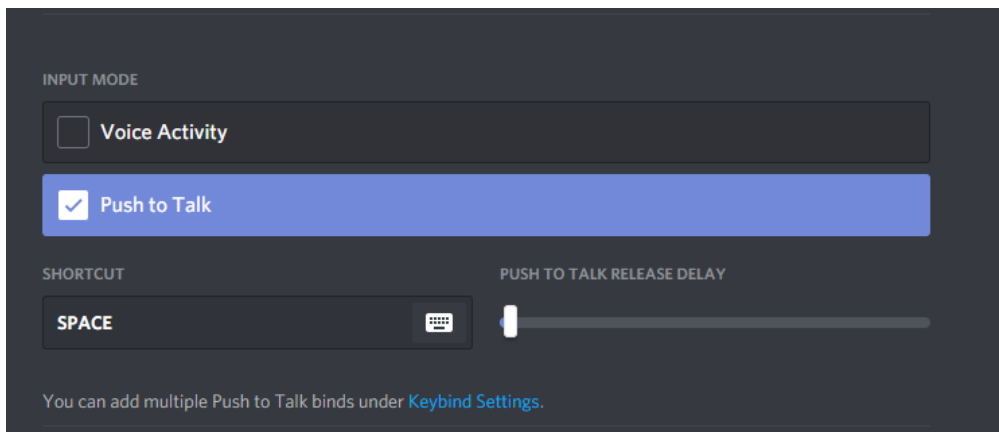 INPUT MODE
Voice Activity
Push to Talk
SHORTCUT
PUSH TO TALK RELEASE DELAY
SPACE
You can add multiple Push to Talk binds under Keybind Settings.